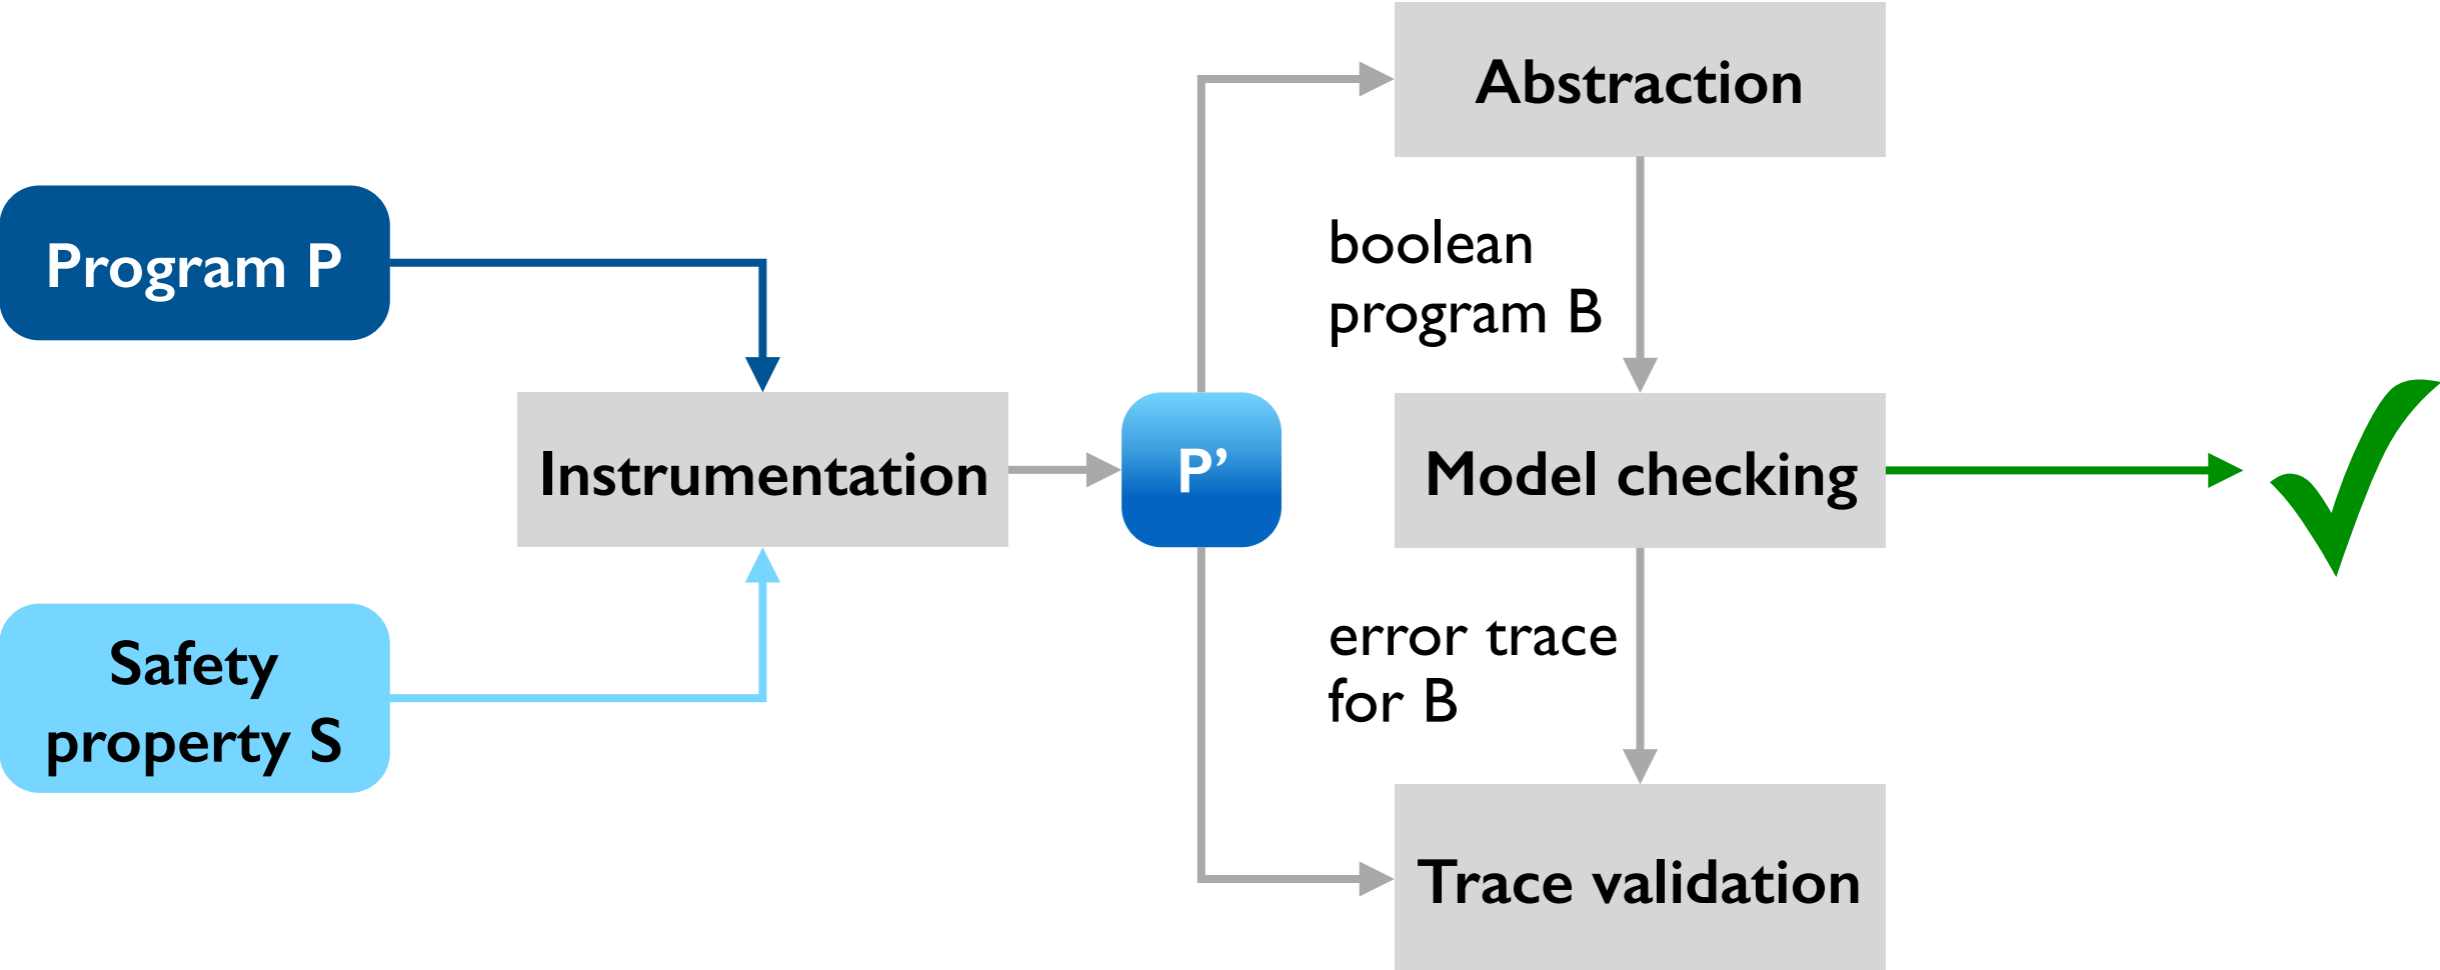 Abstraction
Program P
boolean
program B
Instrumentation
P’
Model checking
Safety
property S
error trace
for B
Trace validation